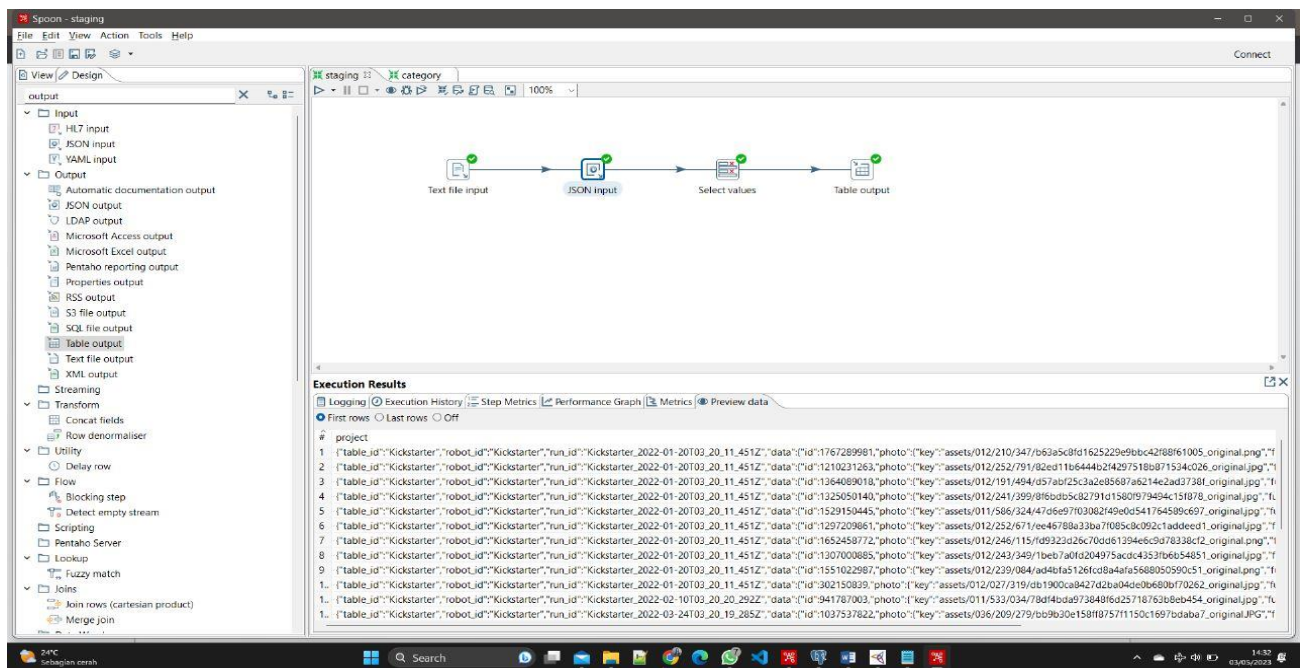 Spoon - staging
File Edit View Action Tools Help
Connect
View Design
output
Input
HL7 input
JSON input
YAML input
Output
Automatic documentation output
JSON output
LDAP output
Microsoft Access output
Microsoft Excel output
Pentaho reporting output
Properties output
RSS output
S3 file output
SQL file output
Table output
Text file output
XML output
Streaming
Transform
Concat fields
Row denormaliser
Utility
Delay row
Flow
Blocking step
Detect empty stream
Scripting
Pentaho Server
Lookup
Fuzzy match
Joins
Join rows (cartesian product)
Merge join
staging category
100%
Text file input JSON input Select values Table output
Execution Results
Logging Execution History Step Metrics Performance Graph Metrics Preview data
First rows Last rows Off
# project
1 {"table_id":"Kickstarter","robot_id":"Kickstarter","run_id":"Kickstarter_2022-01-20T03_20_11_451Z","data":{"id":1767289981,"photo":{"key":"assets/012/210/347/b63a5c8fd1625229e9bbc42f88f61005_original.png","f
2 {"table_id":"Kickstarter","robot_id":"Kickstarter","run_id":"Kickstarter_2022-01-20T03_20_11_451Z","data":{"id":1210231263,"photo":{"key":"assets/012/252/791/82ed11b6444b2f4297518b871534c026_original.jpg","f
3 {"table_id":"Kickstarter","robot_id":"Kickstarter","run_id":"Kickstarter_2022-01-20T03_20_11_451Z","data":{"id":1364089018,"photo":{"key":"assets/012/191/494/d57abf25c3a2e85687a6214e2ad3738f_original.jpg","fu
4 {"table_id":"Kickstarter","robot_id":"Kickstarter","run_id":"Kickstarter_2022-01-20T03_20_11_451Z","data":{"id":1325050140,"photo":{"key":"assets/012/241/399/8f6bdb5c82791d1580f979494c15f878_original.jpg","fu
5 {"table_id":"Kickstarter","robot_id":"Kickstarter","run_id":"Kickstarter_2022-01-20T03_20_11_451Z","data":{"id":1529150445,"photo":{"key":"assets/011/586/324/47d6e97f03082f49e0d541764589c697_original.jpg","fu
6 {"table_id":"Kickstarter","robot_id":"Kickstarter","run_id":"Kickstarter_2022-01-20T03_20_11_451Z","data":{"id":1297209861,"photo":{"key":"assets/012/252/671/ee46788a33ba7f085c8c092c1addeed1_original.jpg","f
7 {"table_id":"Kickstarter","robot_id":"Kickstarter","run_id":"Kickstarter_2022-01-20T03_20_11_451Z","data":{"id":1652458772,"photo":{"key":"assets/012/246/115/fd9323d26c70dd61394e6c9d78338cf2_original.png","f
8 {"table_id":"Kickstarter","robot_id":"Kickstarter","run_id":"Kickstarter_2022-01-20T03_20_11_451Z","data":{"id":1307000885,"photo":{"key":"assets/012/243/349/1beb7a0fd204975acdc4353fb6b54851_original.jpg","f
9 {"table_id":"Kickstarter","robot_id":"Kickstarter","run_id":"Kickstarter_2022-01-20T03_20_11_451Z","data":{"id":1551022987,"photo":{"key":"assets/012/239/084/ad4bfa5126fcd8a4afa5688050590c51_original.png","f
1.. {"table_id":"Kickstarter","robot_id":"Kickstarter","run_id":"Kickstarter_2022-01-20T03_20_11_451Z","data":{"id":302150839,"photo":{"key":"assets/012/027/319/db1900ca8427d2ba04de0b680bf70262_original.jpg","fu
1.. {"table_id":"Kickstarter","robot_id":"Kickstarter","run_id":"Kickstarter_2022-02-10T03_20_20_292Z","data":{"id":941787003,"photo":{"key":"assets/011/533/034/78df4bda973848f6d25718763b8eb454_original.jpg","fu
1.. {"table_id":"Kickstarter","robot_id":"Kickstarter","run_id":"Kickstarter_2022-03-24T03_20_19_285Z","data":{"id":1037537822,"photo":{"key":"assets/036/209/279/bb9b30e158ff8757f1150c1697bdaba7_original.JPG","f
24°C
Sebagian cerah
Search
14:32
03/05/2023